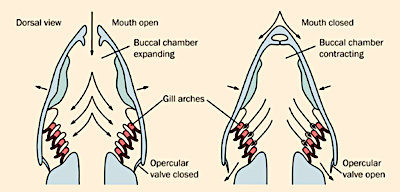 Dorsal view
Mouth open
Buccal chamber
expanding
Gill arches
Opercular
valve closed
Mouth closed
Buccal chamber
contracting
Opercular
valve open